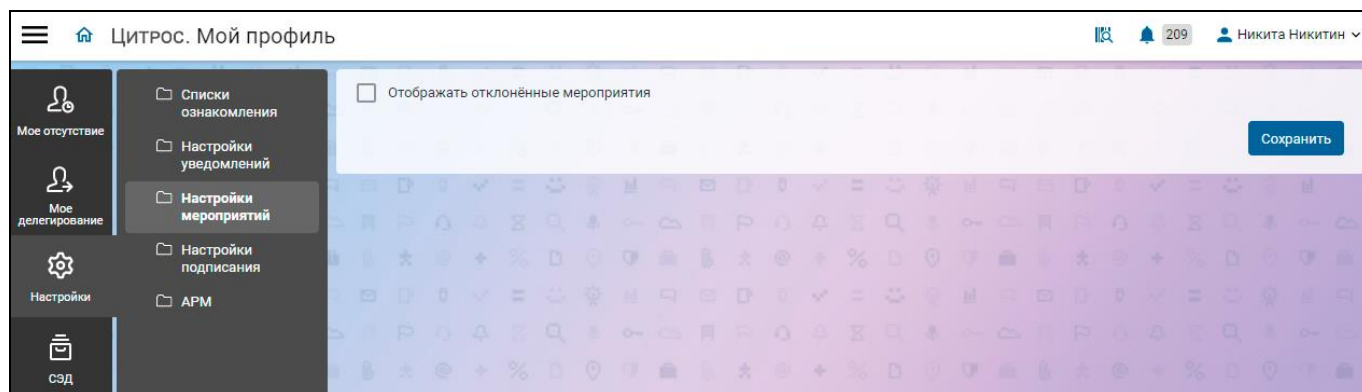 Цитрос. Мой профиль
209
Никита Никитин
Мое отсутствие
Мое
делегирование
Настройки
СЭД
Списки
ознакомления
Настройки
уведомлений
Настройки
мероприятий
Настройки
подписания
АРМ
Отображать отклонённые мероприятия
Сохранить